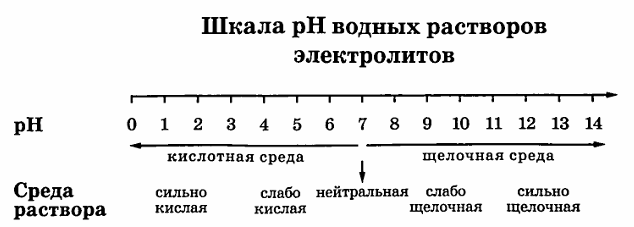 Шкала pH водных растворов
электролитов
pH 0 1 2 3 4 5 6 7 8 9 10 11 12 13 14
кислотная среда щелочная среда
Среда сильно слабо нейтральная слабо сильно
раствора кислая кислая щелочная щелочная